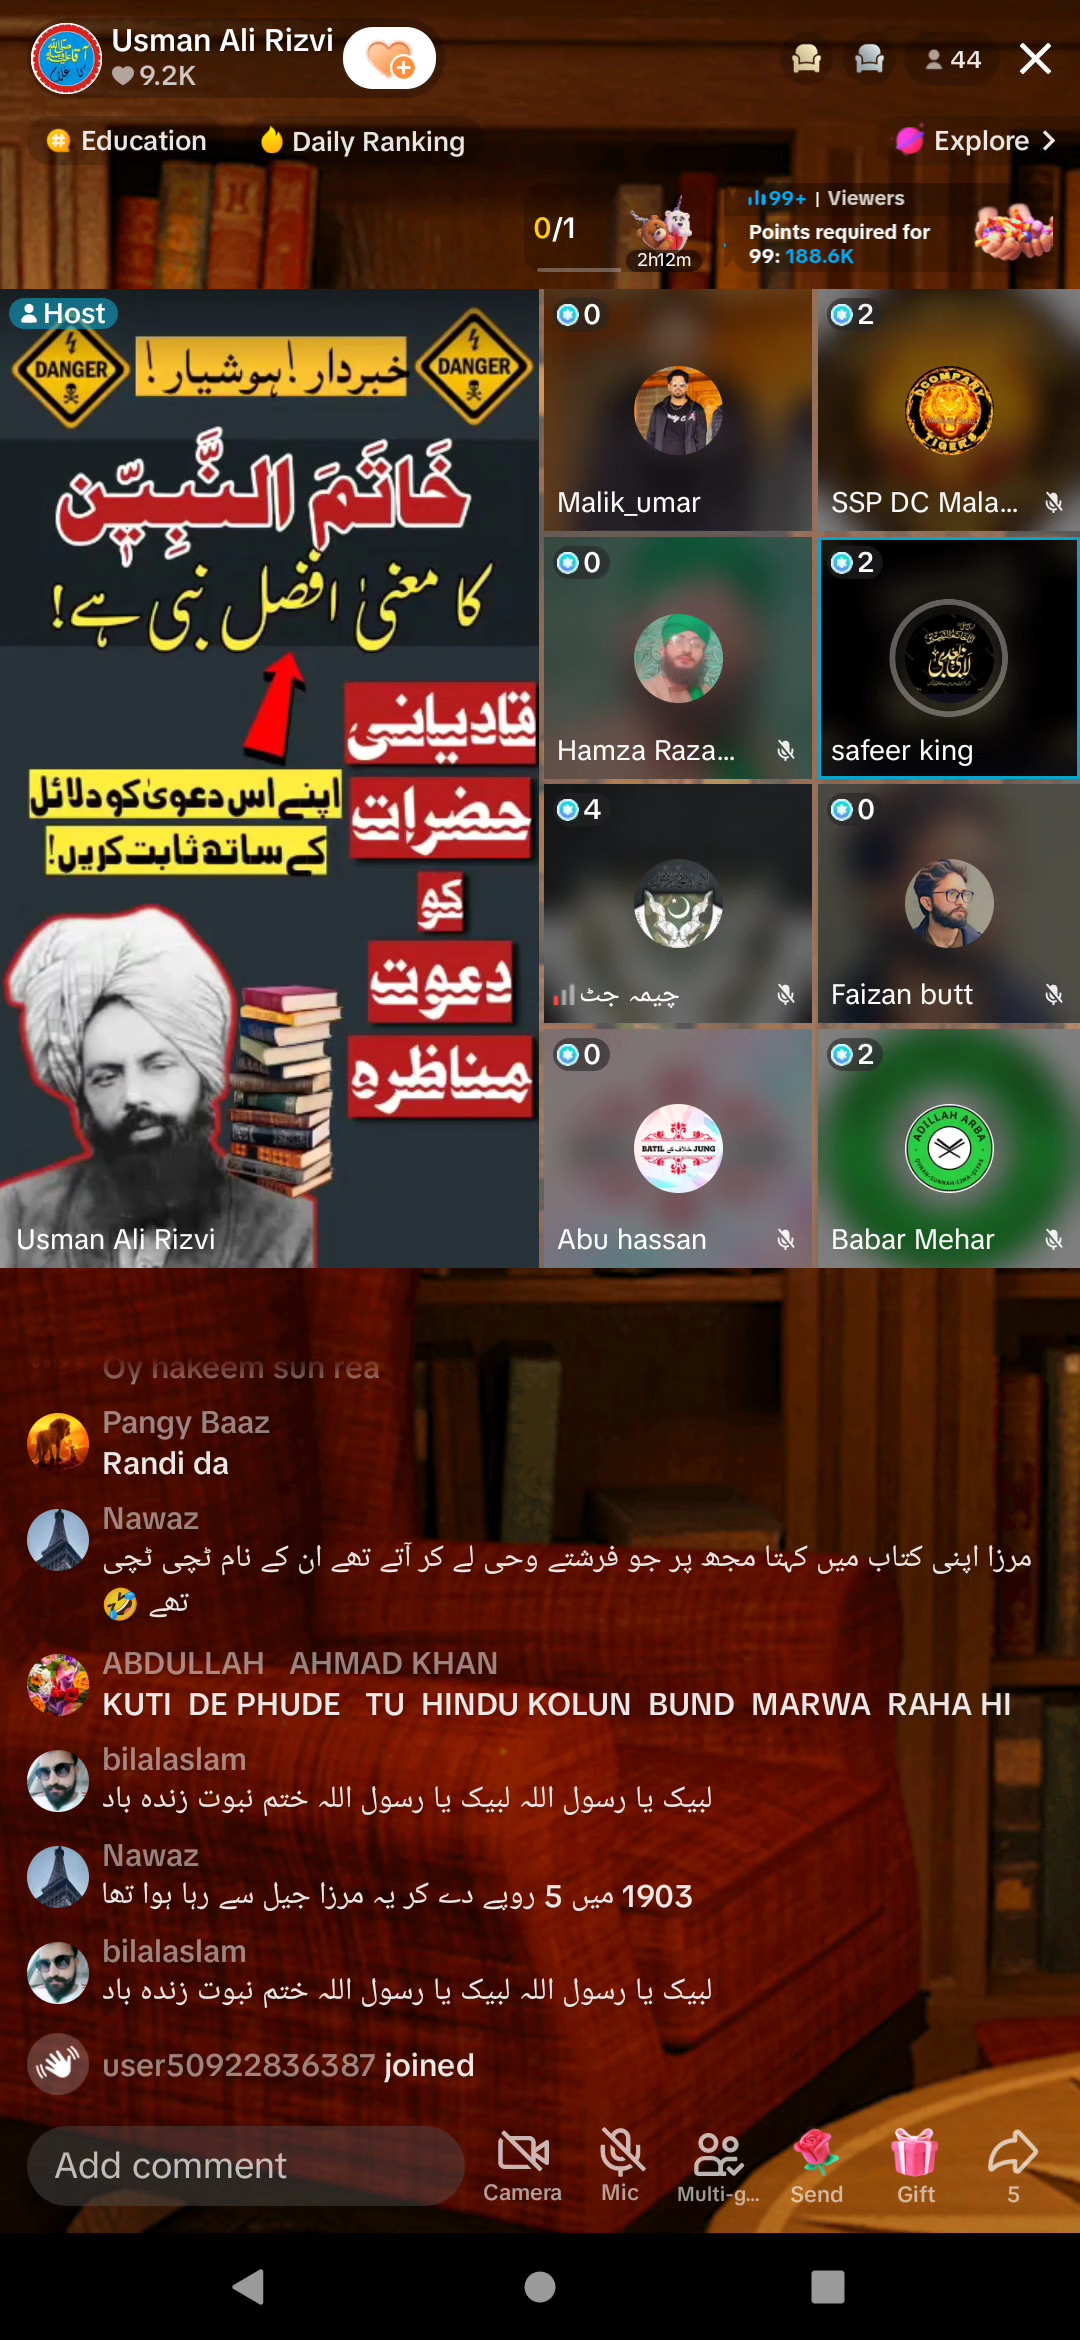 Usman Ali Rizvi
9.2K
44
Education
Daily Ranking
Explore
0/1
2h12m
99+ | Viewers
Points required for
99: 188.6K
Host
DANGER
خبردار !ہوشیار !
DANGER
خَاتَمَ النَّبِیّٖن
کا معنیٰ افضل نبی ہے!
قادیانی
حضرات
کو
دعوت
مناظرہ
اپنے اس دعویٰ کو دلائل
کے ساتھ ثابت کریں!
Usman Ali Rizvi
0
Malik_umar
2
DOOMPANY
TIGERS
SSP DC Mala...
0
Hamza Raza...
2
safeer king
4
چیمہ جٹ
0
Faizan butt
0
BATIL کے خلاف JUNG
Abu hassan
2
ADILLAH ARBA
Babar Mehar
Oy hakeem sun rea
Pangy Baaz
Randi da
Nawaz
مرزا اپنی کتاب میں کہتا مجھ پر جو فرشتے وحی لے کر آتے تھے ان کے نام ٹچی ٹچی
تھے 🤣
ABDULLAH AHMAD KHAN
KUTI DE PHUDE TU HINDU KOLUN BUND MARWA RAHA HI
bilalaslam
لبیک یا رسول اللہ لبیک یا رسول اللہ ختم نبوت زندہ باد
Nawaz
1903 میں 5 روپے دے کر یہ مرزا جیل سے رہا ہوا تھا
bilalaslam
لبیک یا رسول اللہ لبیک یا رسول اللہ ختم نبوت زندہ باد
user50922836387 joined
Add comment
Camera
Mic
Multi-g...
Send
Gift
5